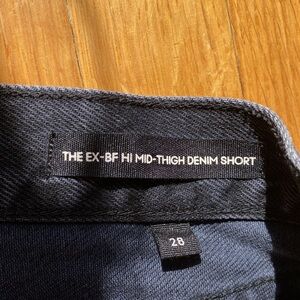 THE EX-BF HI MID-THIGH DENIM SHORT
28